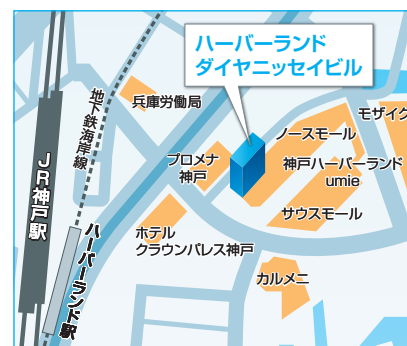 ハーバーランド
ダイヤニッセイビル
兵庫労働局
地下鉄海岸線
モザイク
ノースモール
プロメナ
神戸
神戸ハーバーランド
umie
JR神戸駅
サウスモール
ハーバーランド駅
ホテル
クラウンパレス神戸
カルメニ